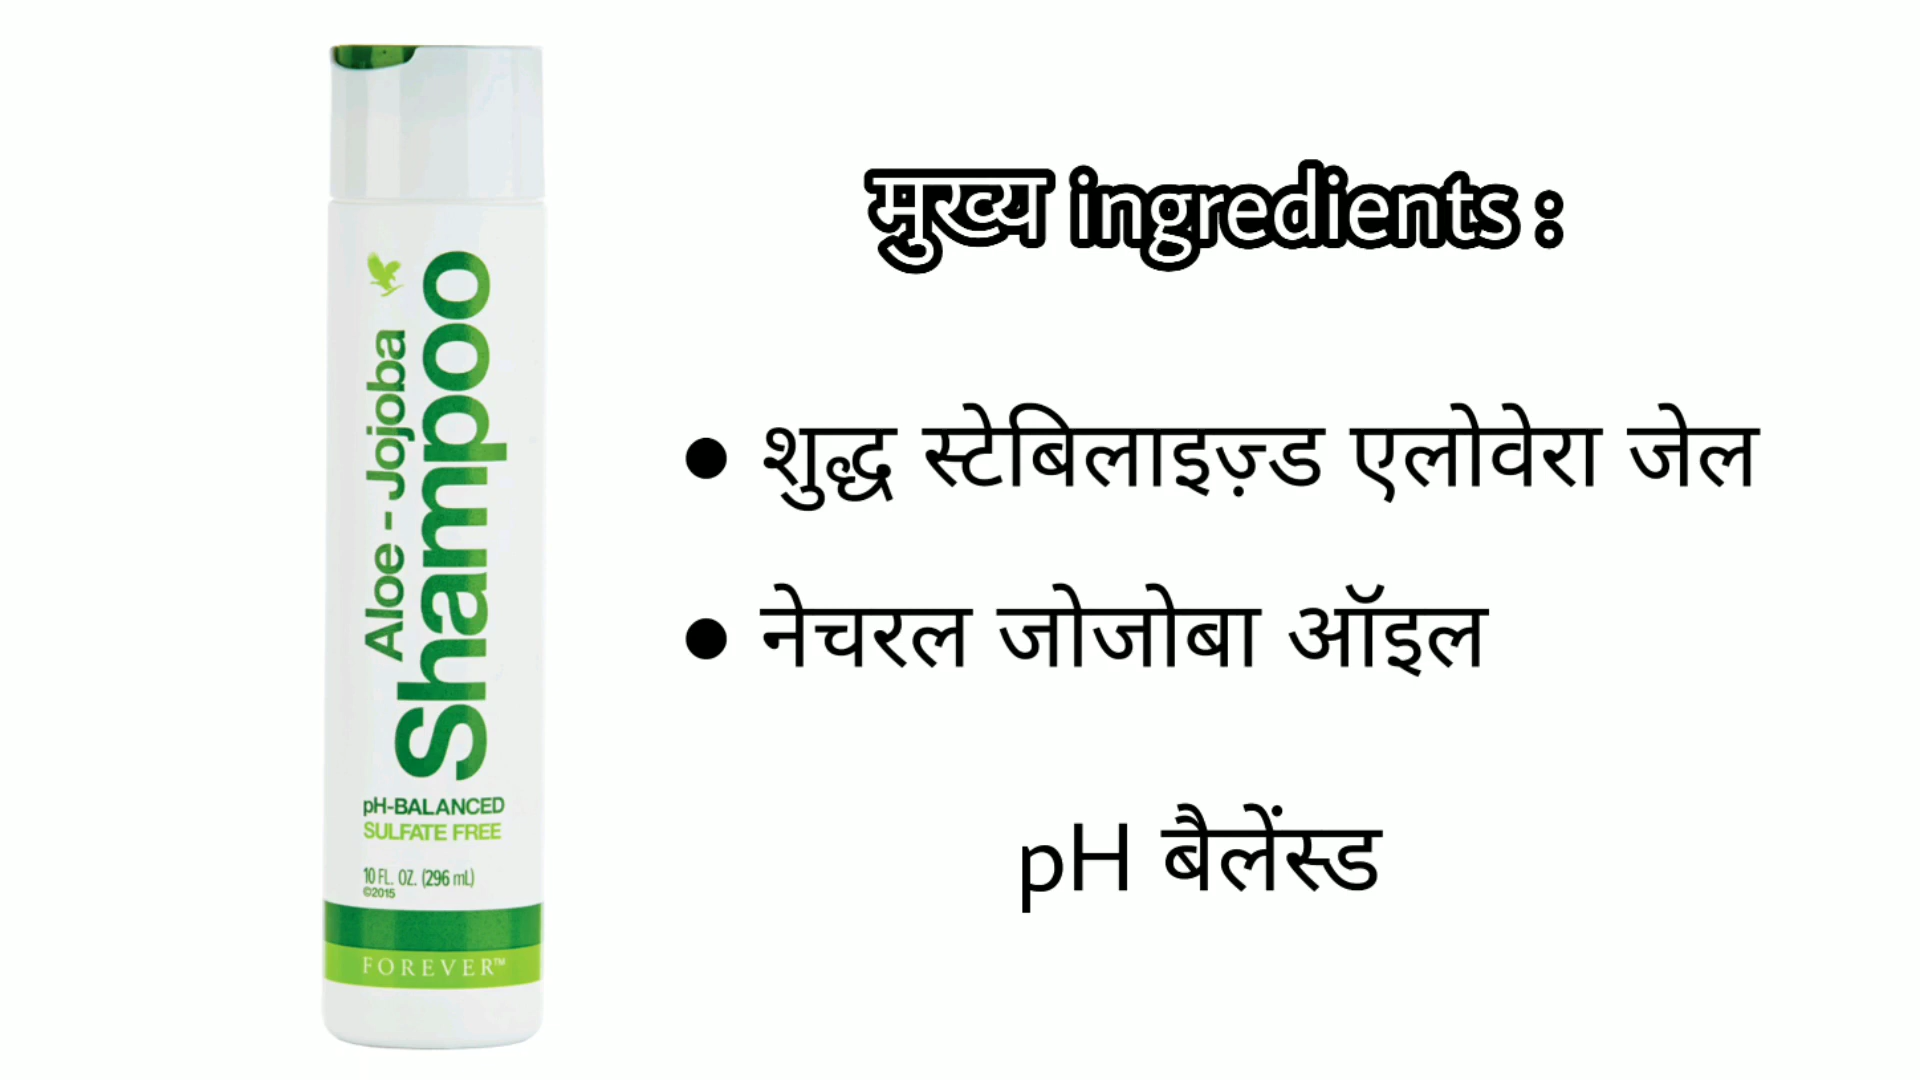 Aloe - Jojoba
Shampoo
pH-BALANCED
SULFATE FREE
10 FL. OZ. (296 mL)
©2015
FOREVER™
मुख्य ingredients :
• शुद्ध स्टेबिलाइज़्ड एलोवेरा जेल
• नेचरल जोजोबा ऑइल
pH बैलेंस्ड